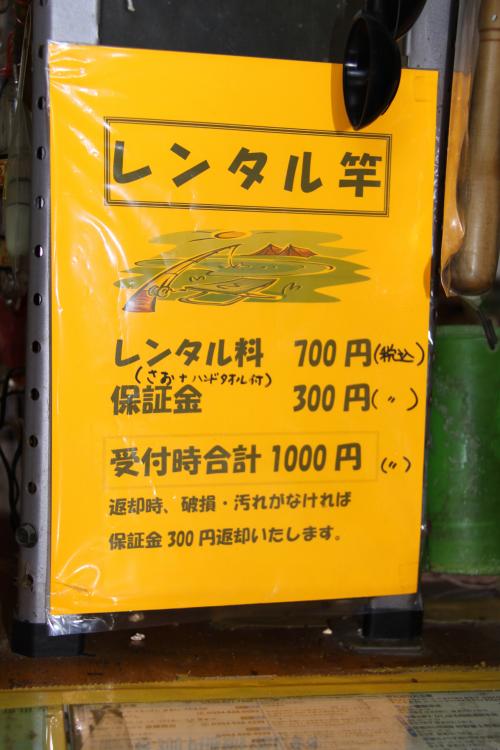 レンタル竿
レンタル料 700円(税込)
(さお+ハンドタオル付)
保証金 300円(〃)
受付時合計1000円 (〃)
返却時、破損・汚れがなければ
保証金300円返却いたします。